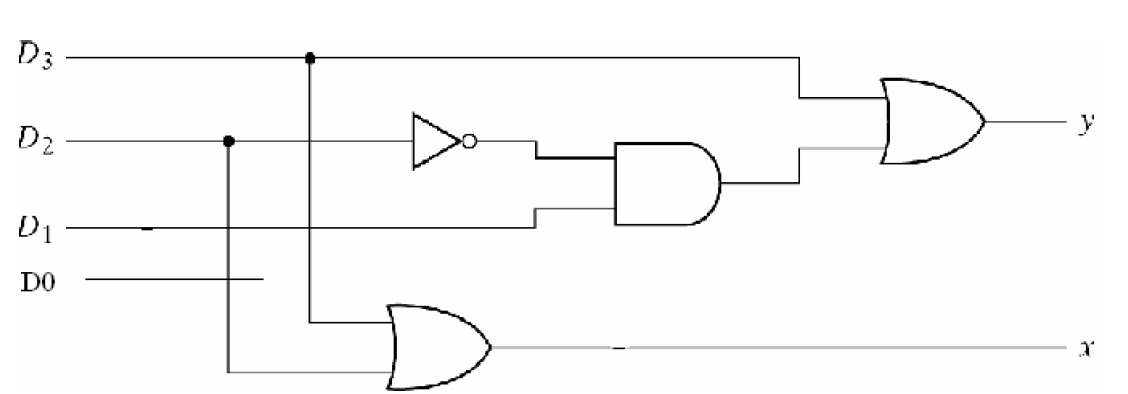 D₃
y
D₂
D₁
D0
x